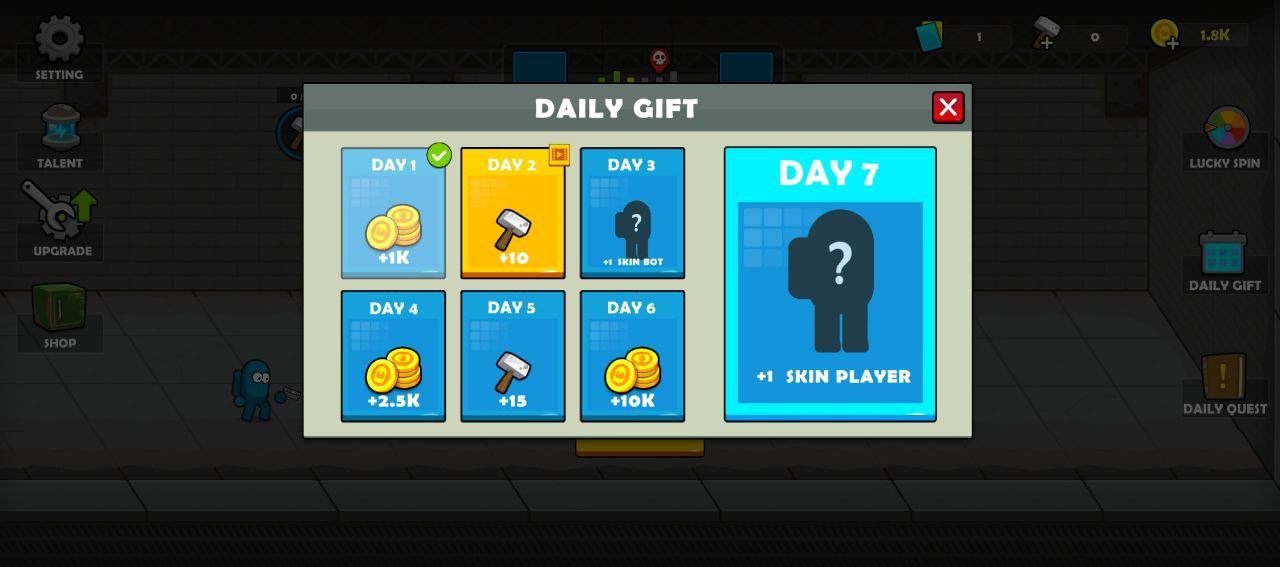 SETTING
1
0
1.8K
0/
DAILY GIFT
TALENT
UPGRADE
SHOP
LUCKY SPIN
DAILY GIFT
DAILY QUEST
DAY 1
+1K
DAY 2
+10
DAY 3
?
+1 SKIN BOT
DAY 4
+2.5K
DAY 5
+15
DAY 6
+10K
DAY 7
?
+1 SKIN PLAYER
!